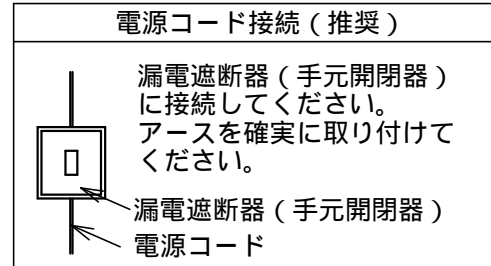 電源コード接続（推奨）
漏電遮断器（手元開閉器）
に接続してください。
アースを確実に取り付けて
ください。
漏電遮断器（手元開閉器）
電源コード